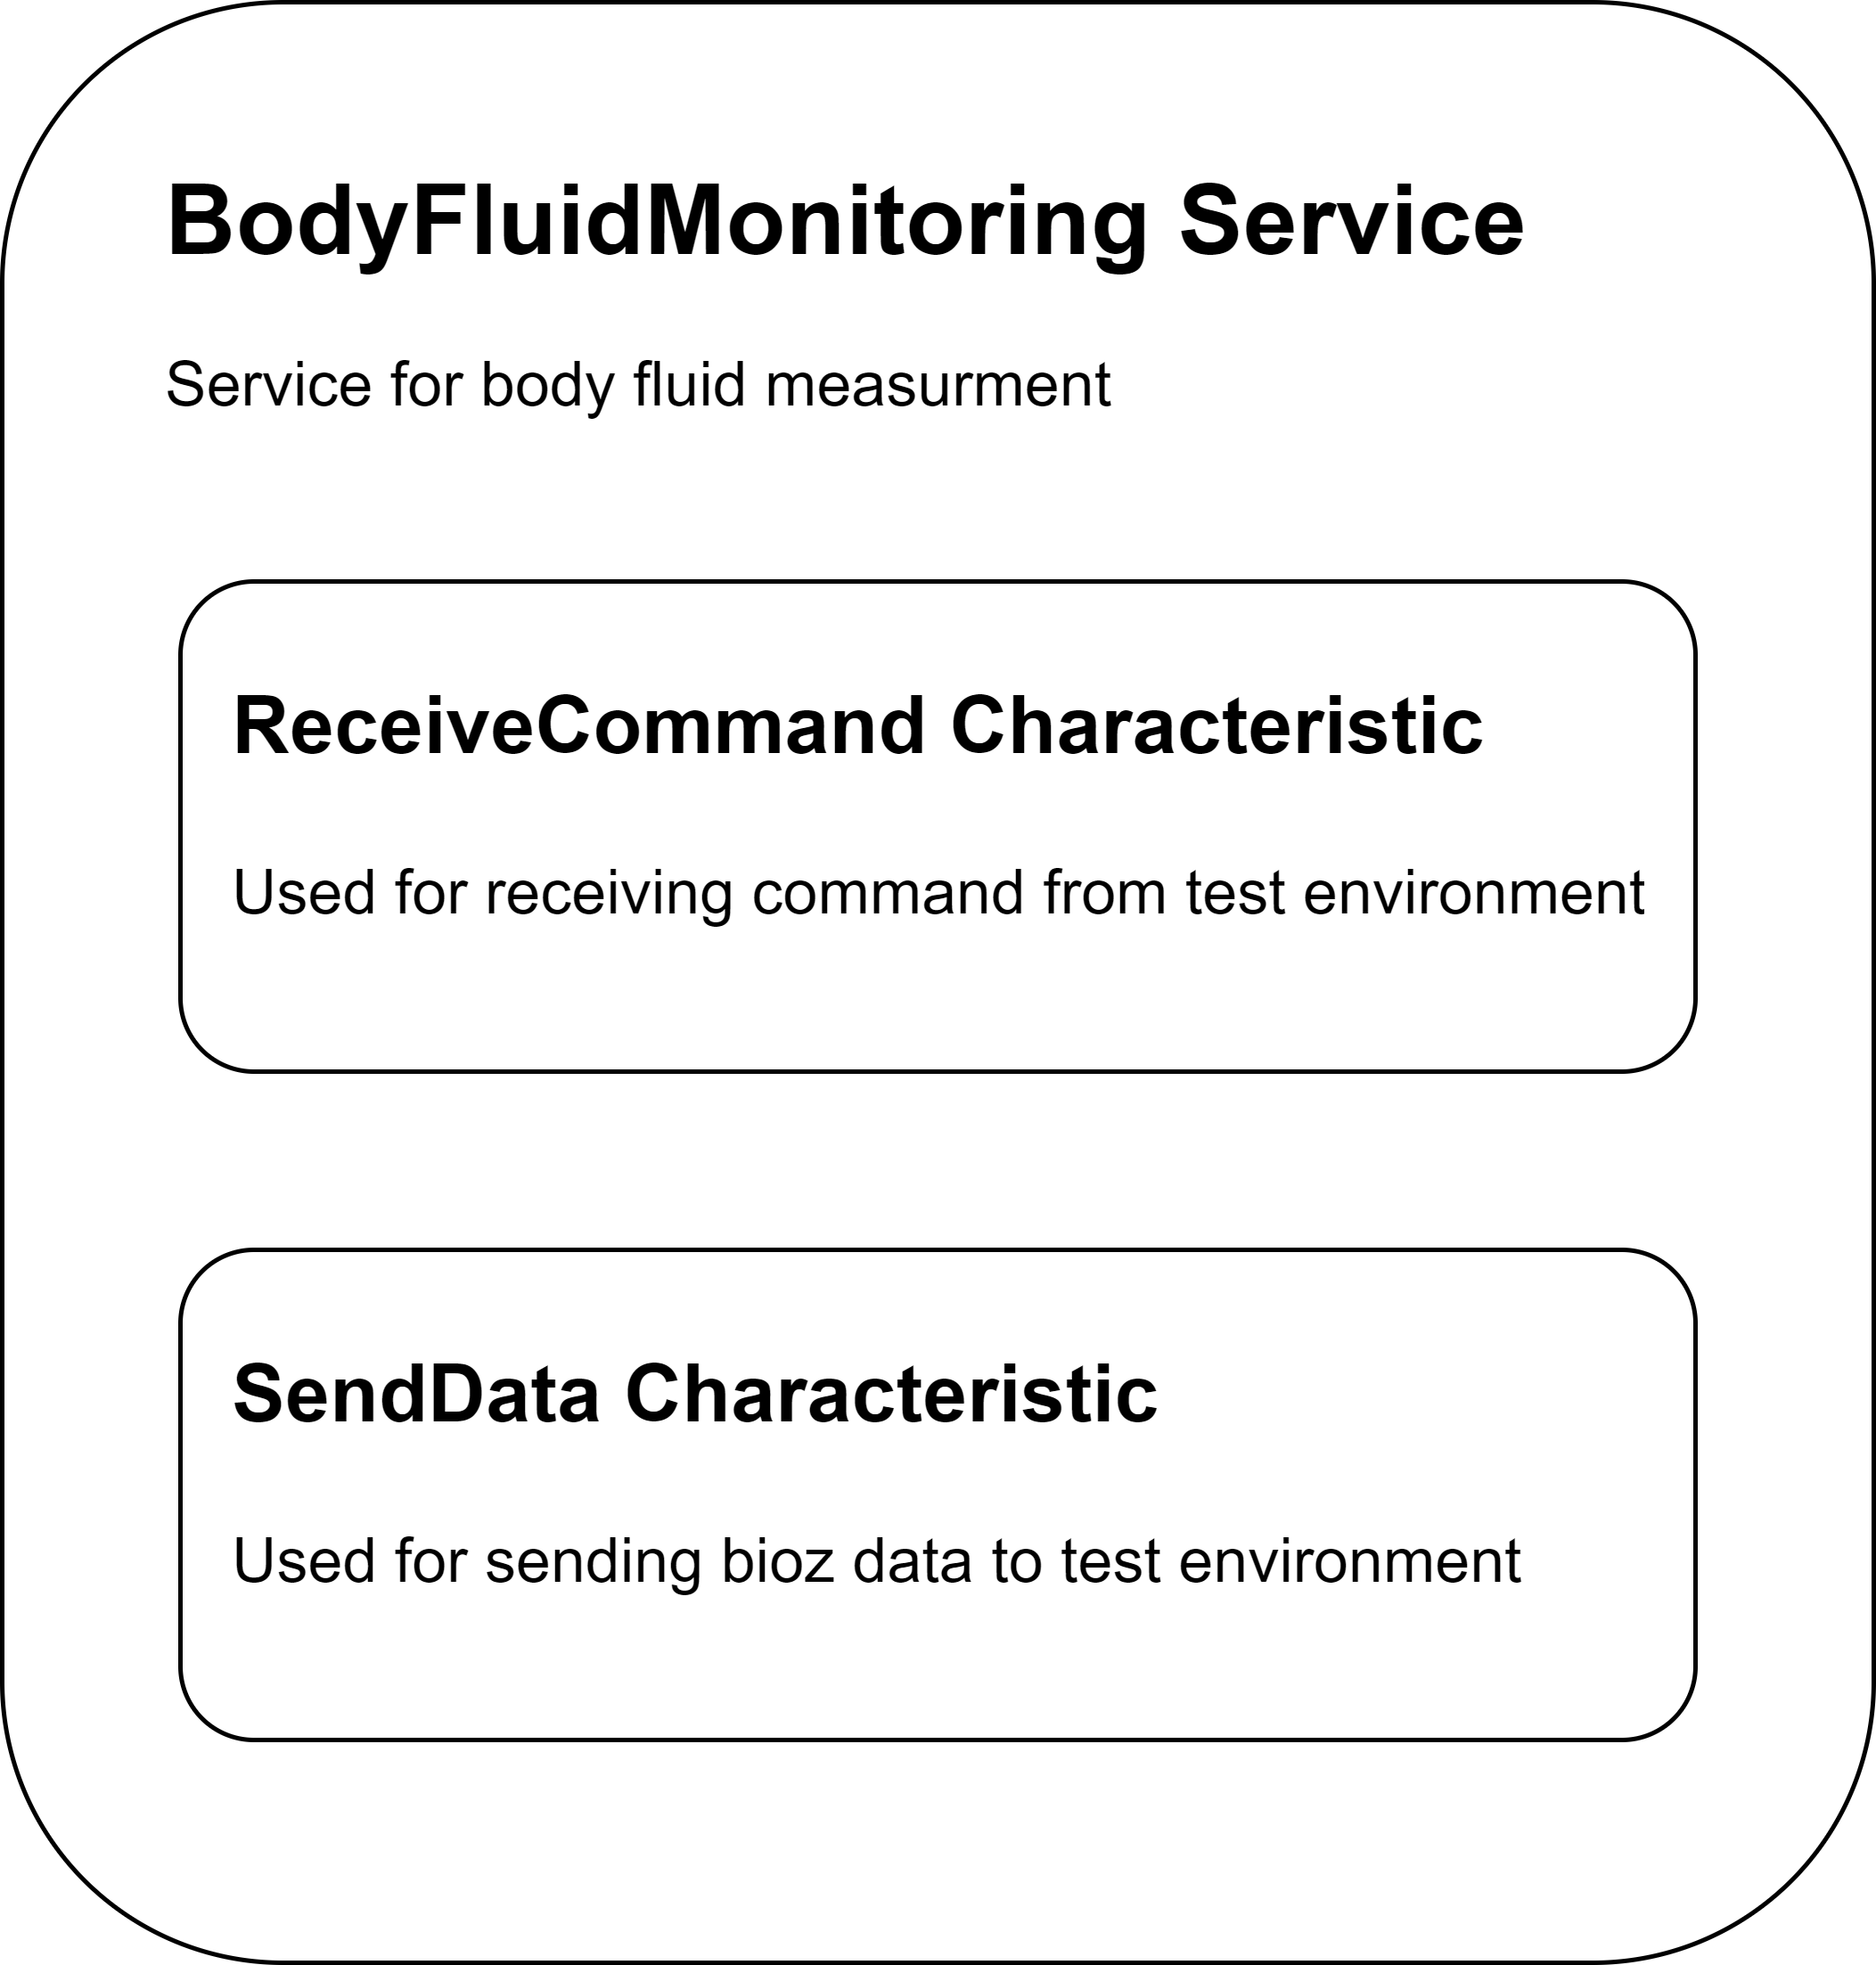 BodyFluidMonitoring Service
Service for body fluid measurment
ReceiveCommand Characteristic
Used for receiving command from test environment
SendData Characteristic
Used for sending bioz data to test environment